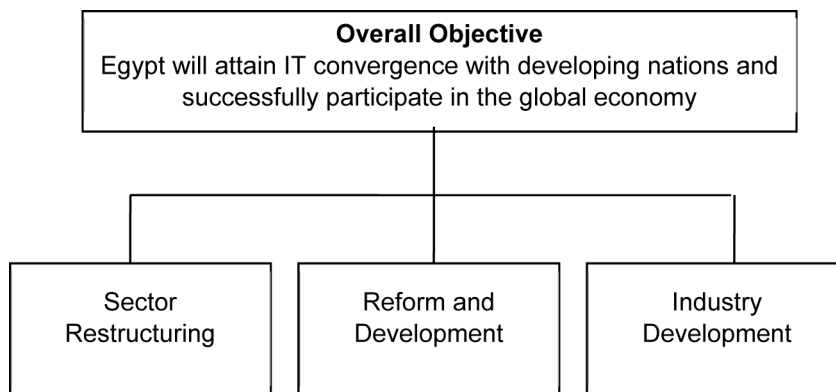 Overall Objective
Egypt will attain IT convergence with developing nations and
successfully participate in the global economy
Sector
Restructuring
Reform and
Development
Industry
Development